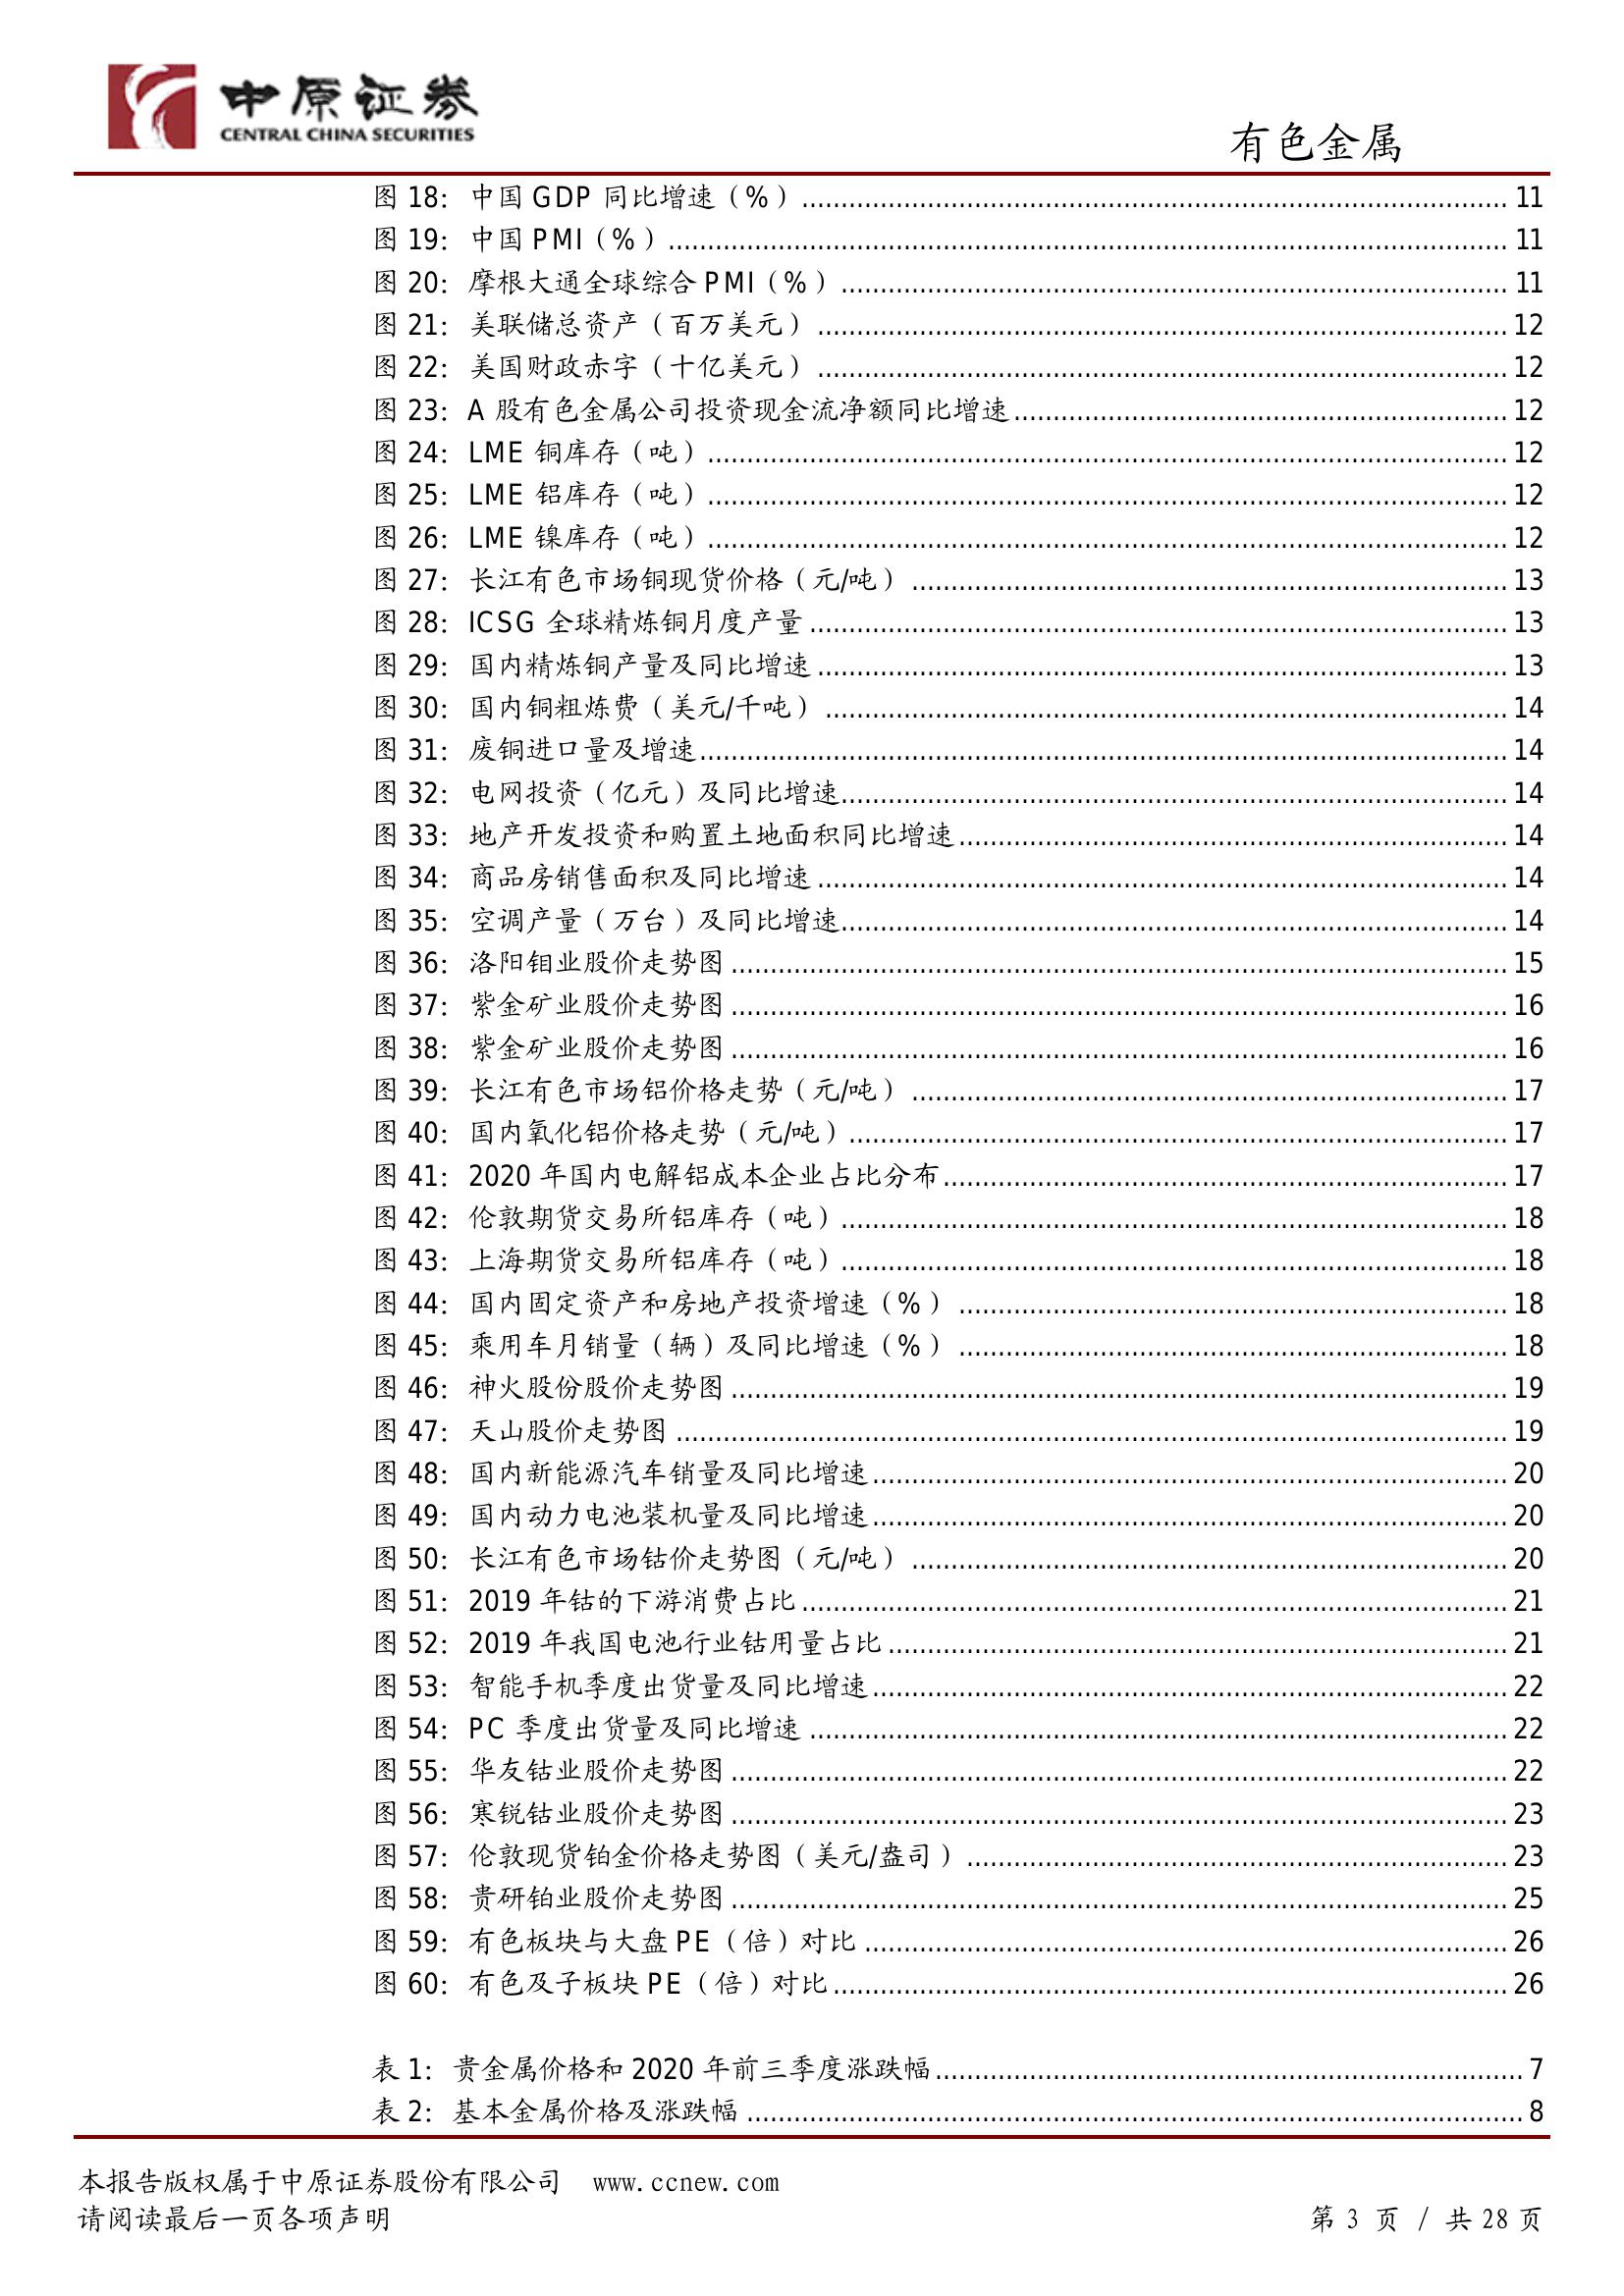 中原证券
CENTRAL CHINA SECURITIES
有色金属
图 18：中国 GDP 同比增速（%）........ 11
图 19：中国 PMI（%）........ 11
图 20：摩根大通全球综合 PMI（%）........ 11
图 21：美联储总资产（百万美元）........ 12
图 22：美国财政赤字（十亿美元）........ 12
图 23：A 股有色金属公司投资现金流净额同比增速........ 12
图 24：LME 铜库存（吨）........ 12
图 25：LME 铝库存（吨）........ 12
图 26：LME 镍库存（吨）........ 12
图 27：长江有色市场铜现货价格（元/吨）........ 13
图 28：ICSG 全球精炼铜月度产量........ 13
图 29：国内精炼铜产量及同比增速........ 13
图 30：国内铜粗炼费（美元/千吨）........ 14
图 31：废铜进口量及增速........ 14
图 32：电网投资（亿元）及同比增速........ 14
图 33：地产开发投资和购置土地面积同比增速........ 14
图 34：商品房销售面积及同比增速........ 14
图 35：空调产量（万台）及同比增速........ 14
图 36：洛阳钼业股价走势图........ 15
图 37：紫金矿业股价走势图........ 16
图 38：紫金矿业股价走势图........ 16
图 39：长江有色市场铝价格走势（元/吨）........ 17
图 40：国内氧化铝价格走势（元/吨）........ 17
图 41：2020 年国内电解铝成本企业占比分布........ 17
图 42：伦敦期货交易所铝库存（吨）........ 18
图 43：上海期货交易所铝库存（吨）........ 18
图 44：国内固定资产和房地产投资增速（%）........ 18
图 45：乘用车月销量（辆）及同比增速（%）........ 18
图 46：神火股份股价走势图........ 19
图 47：天山股价走势图........ 19
图 48：国内新能源汽车销量及同比增速........ 20
图 49：国内动力电池装机量及同比增速........ 20
图 50：长江有色市场钴价走势图（元/吨）........ 20
图 51：2019 年钴的下游消费占比........ 21
图 52：2019 年我国电池行业钴用量占比........ 21
图 53：智能手机季度出货量及同比增速........ 22
图 54：PC 季度出货量及同比增速........ 22
图 55：华友钴业股价走势图........ 22
图 56：寒锐钴业股价走势图........ 23
图 57：伦敦现货铂金价格走势图（美元/盎司）........ 23
图 58：贵研铂业股价走势图........ 25
图 59：有色板块与大盘 PE（倍）对比........ 26
图 60：有色及子板块 PE（倍）对比........ 26
表 1：贵金属价格和 2020 年前三季度涨跌幅........ 7
表 2：基本金属价格及涨跌幅........ 8
本报告版权属于中原证券股份有限公司 www.ccnew.com
请阅读最后一页各项声明
第 3 页 / 共 28 页